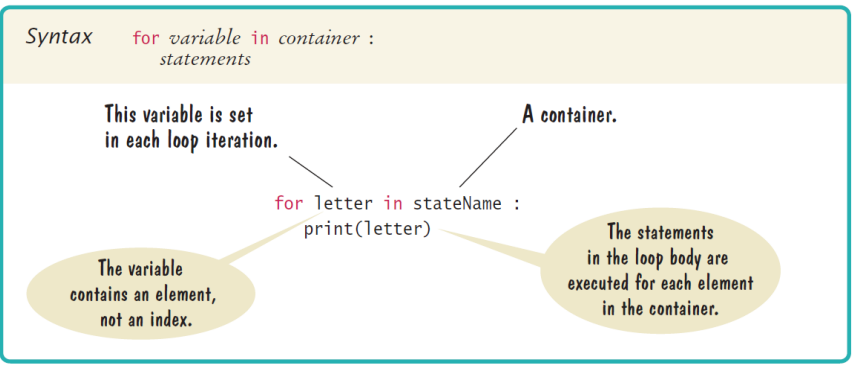 Syntax for variable in container :
statements
This variable is set
in each loop iteration.
A container.
for letter in stateName :
print(letter)
The variable
contains an element,
not an index.
The statements
in the loop body are
executed for each element
in the container.